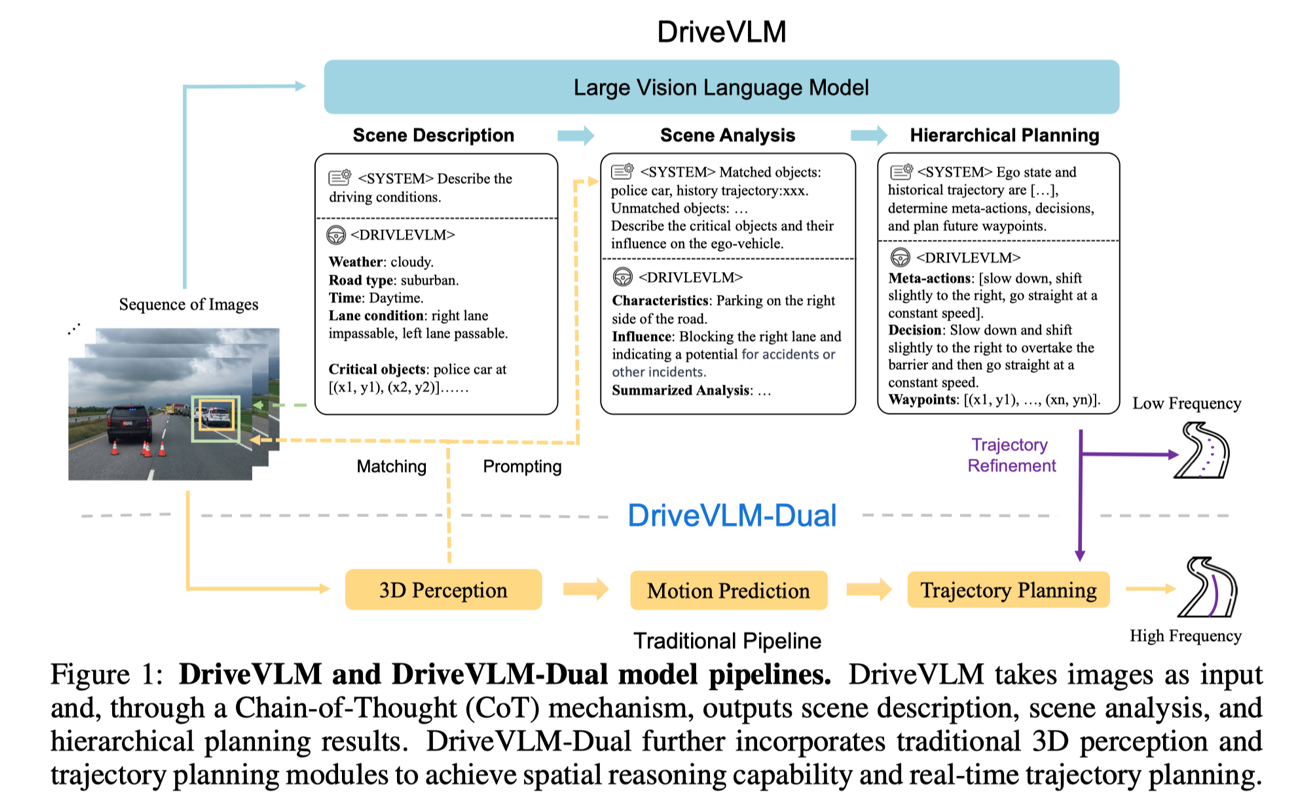 DriveVLM
Large Vision Language Model
Scene Description
Scene Analysis
Hierarchical Planning
<SYSTEM> Describe the
driving conditions.
<DRIVLEVLM>
Weather: cloudy.
Road type: suburban.
Time: Daytime.
Lane condition: right lane
impassable, left lane passable.
Critical objects: police car at
[(x1, y1), (x2, y2)]……
<SYSTEM> Matched objects:
police car, history trajectory:xxx.
Unmatched objects: …
Describe the critical objects and their
influence on the ego-vehicle.
<DRIVLEVLM>
Characteristics: Parking on the right
side of the road.
Influence: Blocking the right lane and
indicating a potential for accidents or
other incidents.
Summarized Analysis: …
<SYSTEM> Ego state and
historical trajectory are […],
determine meta-actions, decisions,
and plan future waypoints.
<DRIVLEVLM>
Meta-actions: [slow down, shift
slightly to the right, go straight at a
constant speed].
Decision: Slow down and shift
slightly to the right to overtake the
barrier and then go straight at a
constant speed.
Waypoints: [(x1, y1), …, (xn, yn)].
Sequence of Images
…
Matching
Prompting
Trajectory
Refinement
Low Frequency
DriveVLM-Dual
3D Perception
Motion Prediction
Trajectory Planning
Traditional Pipeline
High Frequency
Figure 1: DriveVLM and DriveVLM-Dual model pipelines. DriveVLM takes images as input
and, through a Chain-of-Thought (CoT) mechanism, outputs scene description, scene analysis, and
hierarchical planning results. DriveVLM-Dual further incorporates traditional 3D perception and
trajectory planning modules to achieve spatial reasoning capability and real-time trajectory planning.